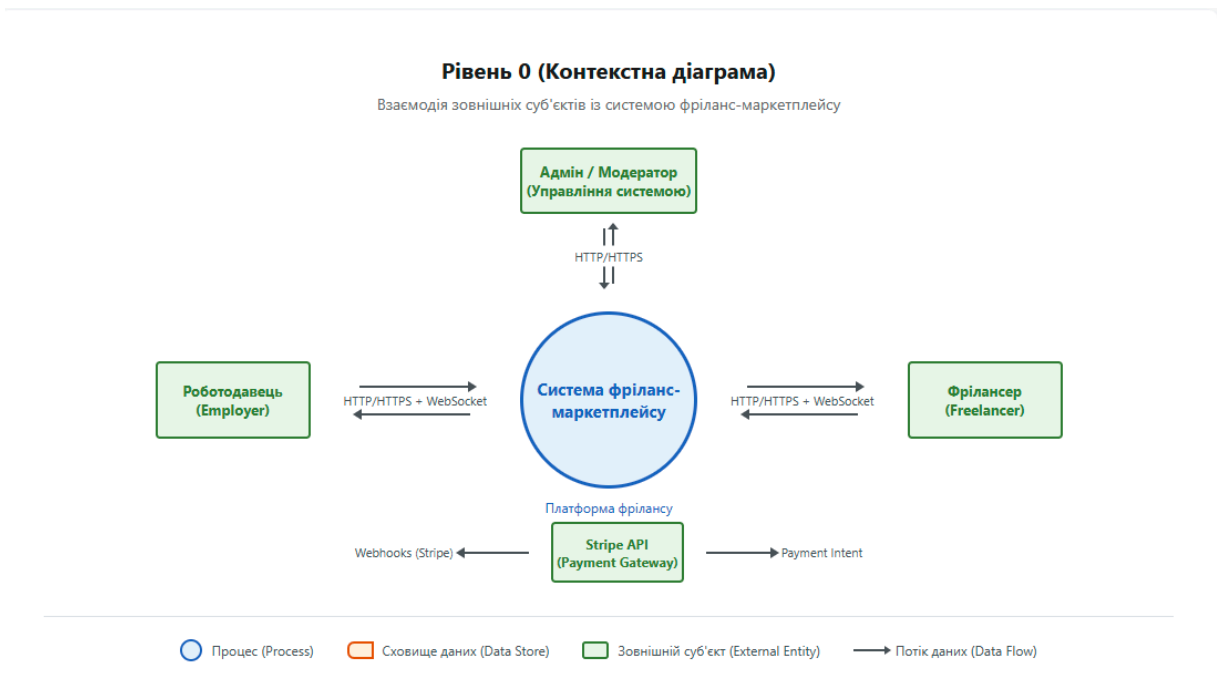 Рівень 0 (Контекстна діаграма)
Взаємодія зовнішніх суб'єктів із системою фріланс-маркетплейсу
Адмін / Модератор
(Управління системою)
HTTP/HTTPS
Роботодавець
(Employer)
HTTP/HTTPS + WebSocket
Система фріланс-
маркетплейсу
HTTP/HTTPS + WebSocket
Фрілансер
(Freelancer)
Платформа фрілансу
Webhooks (Stripe)
Stripe API
(Payment Gateway)
Payment Intent
Процес (Process)
Сховище даних (Data Store)
Зовнішній суб'єкт (External Entity)
Потік даних (Data Flow)